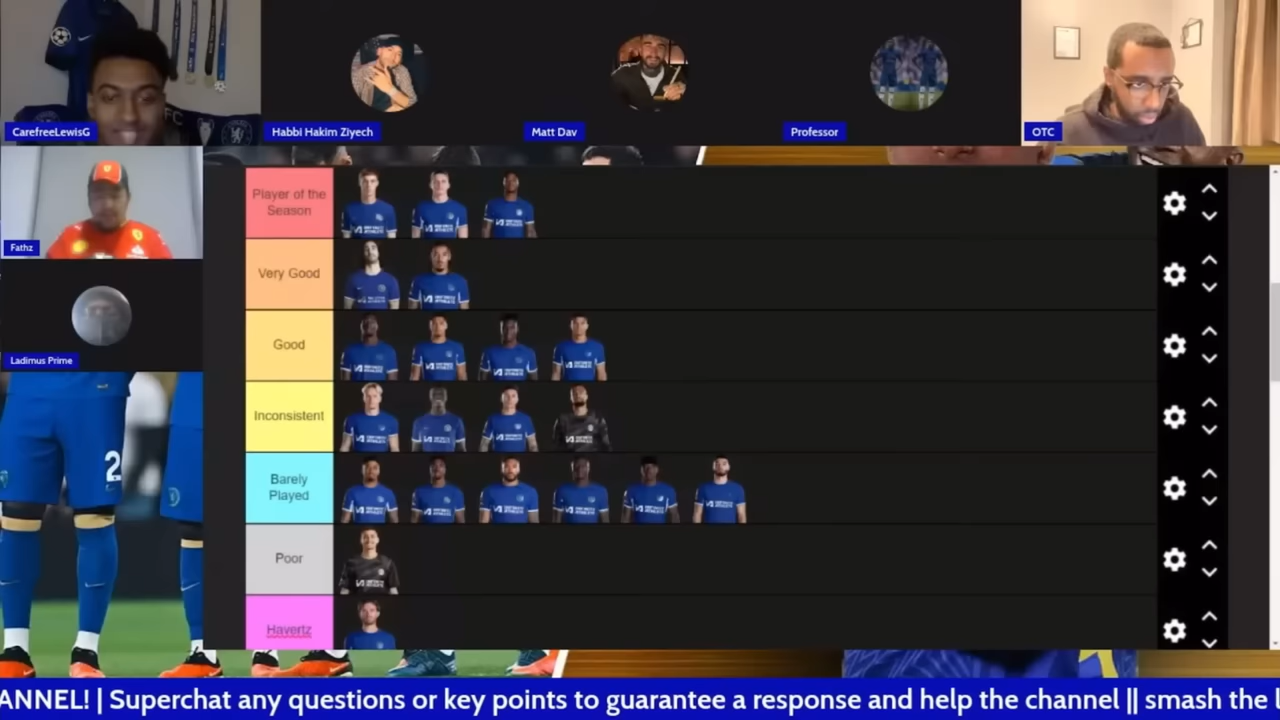 CarefreeLewisG
Habbi Hakim Ziyech
Matt Dav
Professor
OTC
Fathz
Ladimus Prime
Player of the
Season
Very Good
Good
Inconsistent
Barely
Played
Poor
Havertz
2
ANNEL! | Superchat any questions or key points to guarantee a response and help the channel || smash the